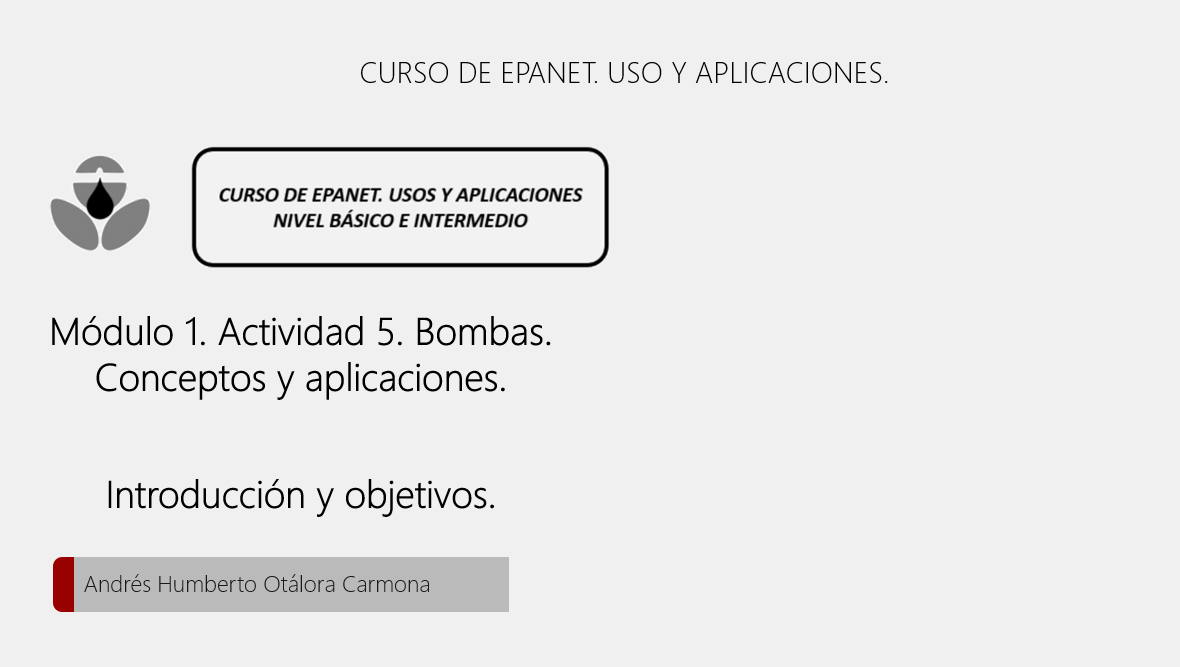 CURSO DE EPANET. USO Y APLICACIONES.
CURSO DE EPANET. USOS Y APLICACIONES
NIVEL BÁSICO E INTERMEDIO
Módulo 1. Actividad 5. Bombas.
Conceptos y aplicaciones.
Introducción y objetivos.
Andrés Humberto Otálora Carmona